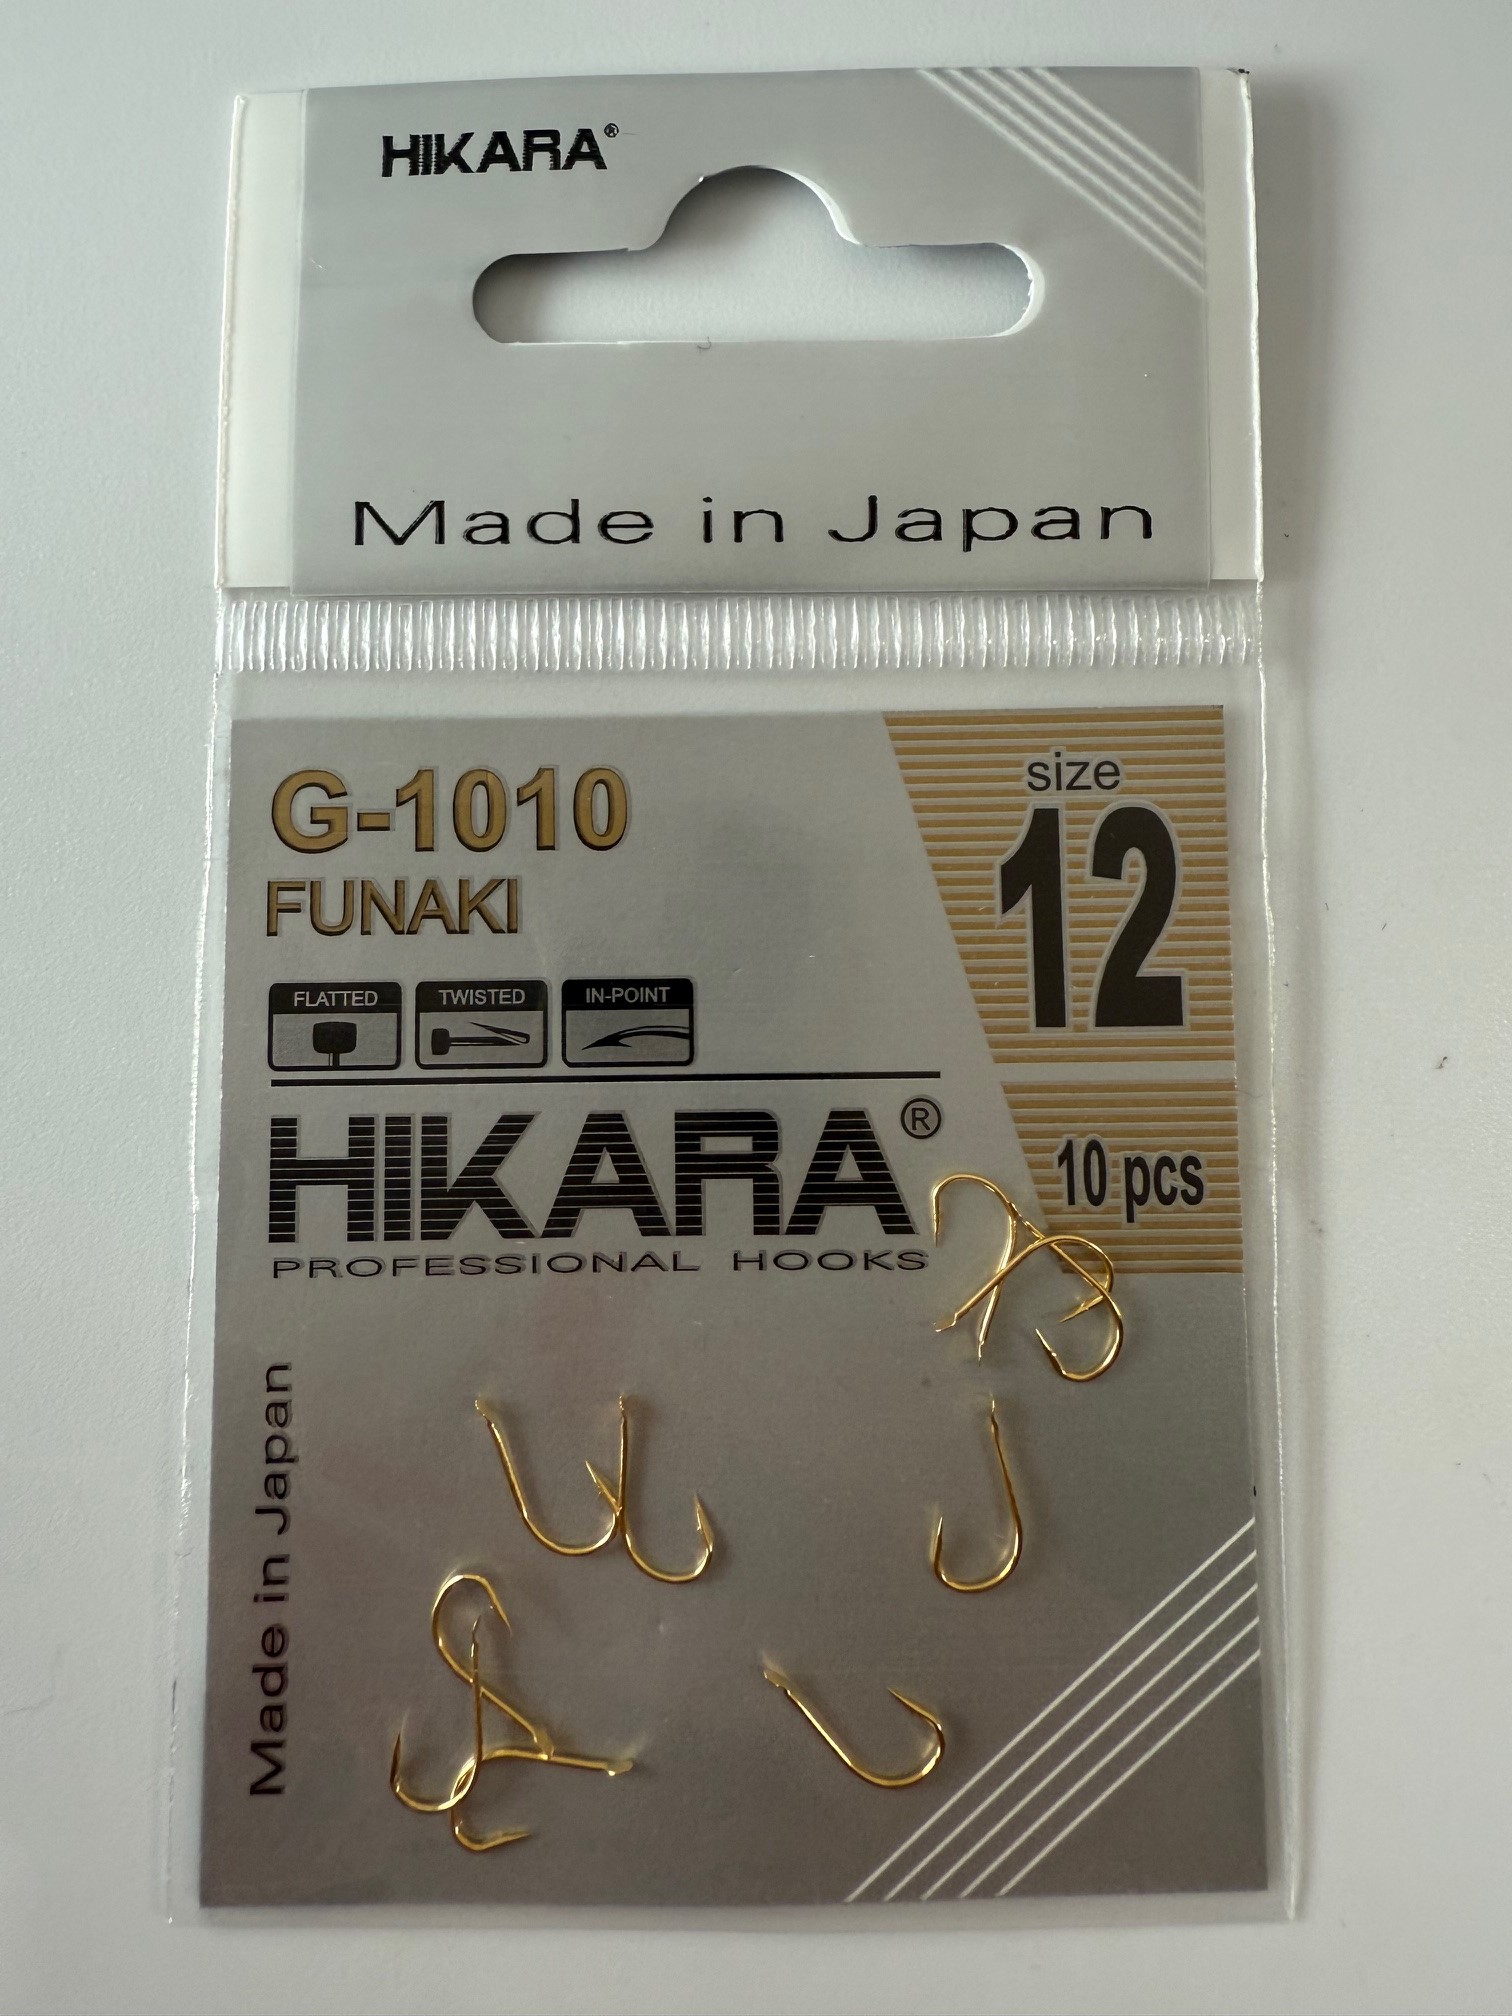 HIKARA®
Made in Japan
G-1010
FUNAKI
size
12
FLATTED
TWISTED
IN-POINT
HIKARA®
PROFESSIONAL HOOKS
10 pcs
Made in Japan